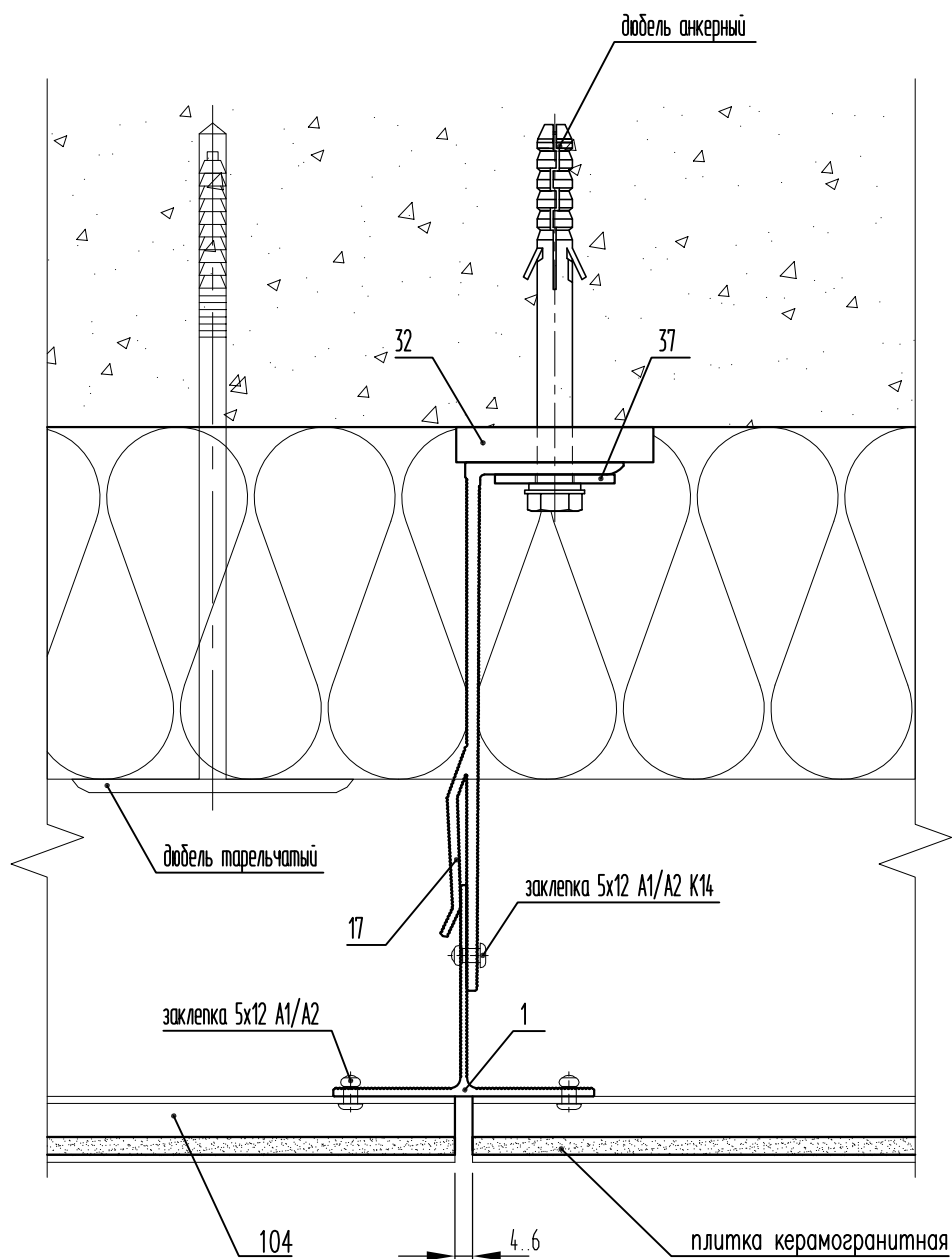 дюбель анкерный
32
37
дюбель тарельчатый
заклепка 5х12 А1/А2 К14
17
заклепка 5х12 А1/А2
1
104
4..6
плитка керамогранитная